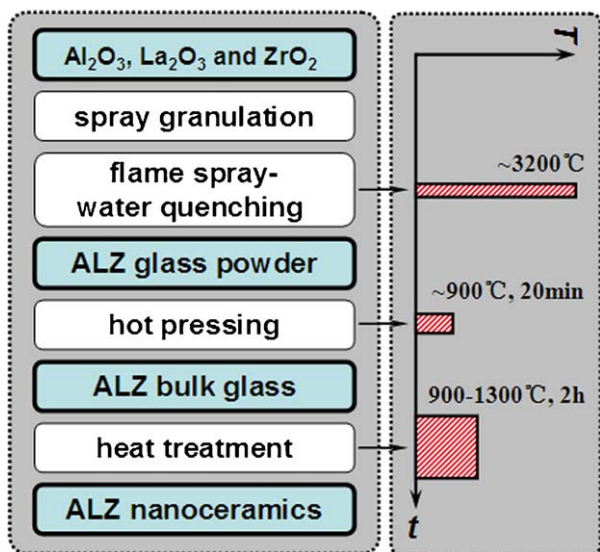 Al₂O₃, La₂O₃ and ZrO₂
spray granulation
flame spray-
water quenching
ALZ glass powder
hot pressing
ALZ bulk glass
heat treatment
ALZ nanoceramics
T
~3200℃
~900℃, 20min
900-1300℃, 2h
t